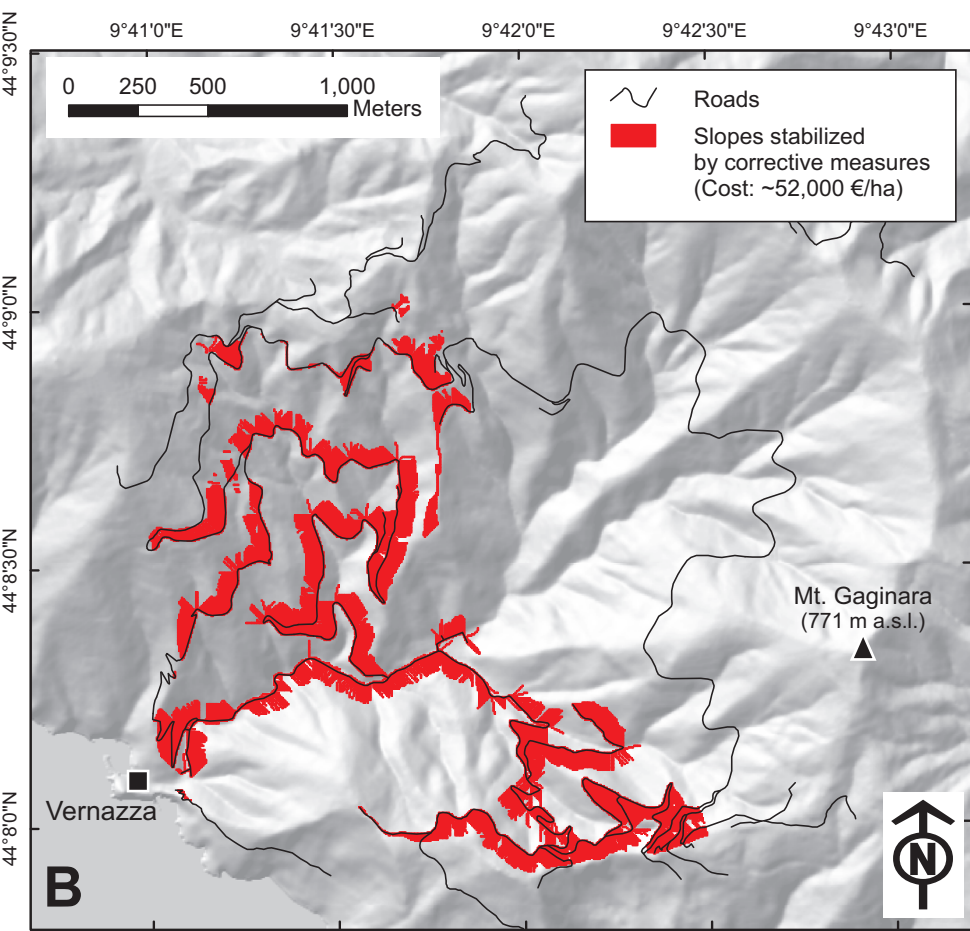 9°41'0"E 9°41'30"E 9°42'0"E 9°42'30"E 9°43'0"E
44°9'30"N
0 250 500 1,000
Meters
Roads
Slopes stabilized
by corrective measures
(Cost: ~52,000 €/ha)
44°9'0"N
44°8'30"N
Mt. Gaginara
(771 m a.s.l.)
Vernazza
44°8'0"N
B
N